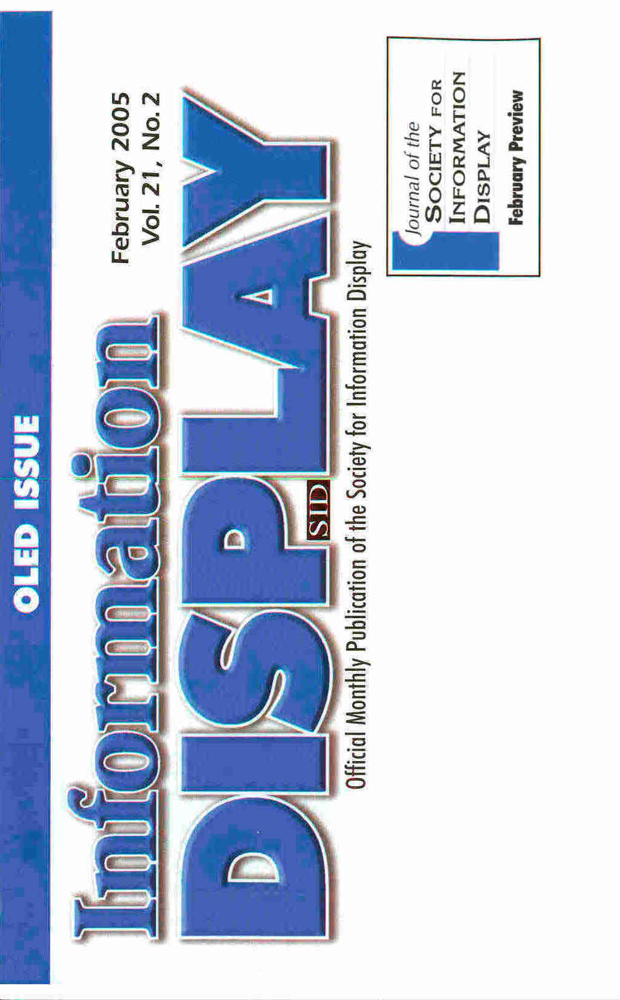 OLED ISSUE
February 2005
Vol. 21, No. 2
Information
DISPLAY
SID
Official Monthly Publication of the Society for Information Display
Journal of the
SOCIETY FOR
INFORMATION
DISPLAY
February Preview